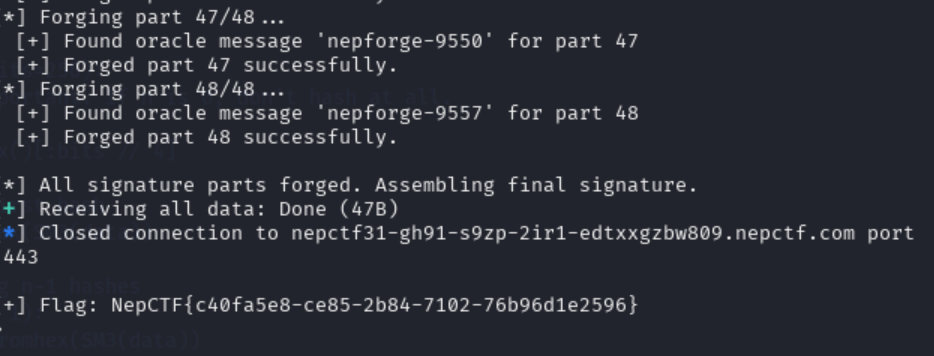 *] Forging part 47/48...
[+] Found oracle message 'nepforge-9550' for part 47
[+] Forged part 47 successfully.
*] Forging part 48/48...
[+] Found oracle message 'nepforge-9557' for part 48
[+] Forged part 48 successfully.
*] All signature parts forged. Assembling final signature.
+] Receiving all data: Done (47B)
*] Closed connection to nepctf31-gh91-s9zp-2ir1-edtxxgzbw809.nepctf.com port
443
[+] Flag: NepCTF{c40fa5e8-ce85-2b84-7102-76b96d1e2596}